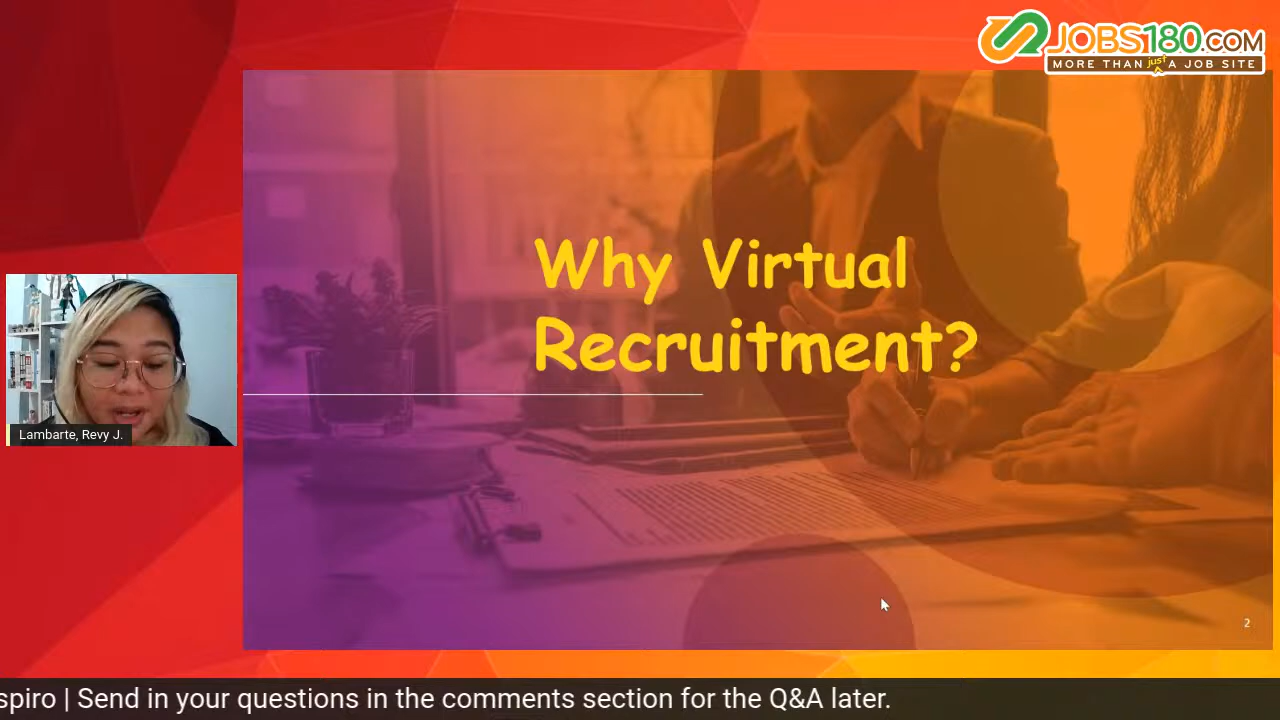 JOBS180.COM
MORE THAN just A JOB SITE
Why Virtual
Recruitment?
Lambarte, Revy J.
2
spiro | Send in your questions in the comments section for the Q&A later.